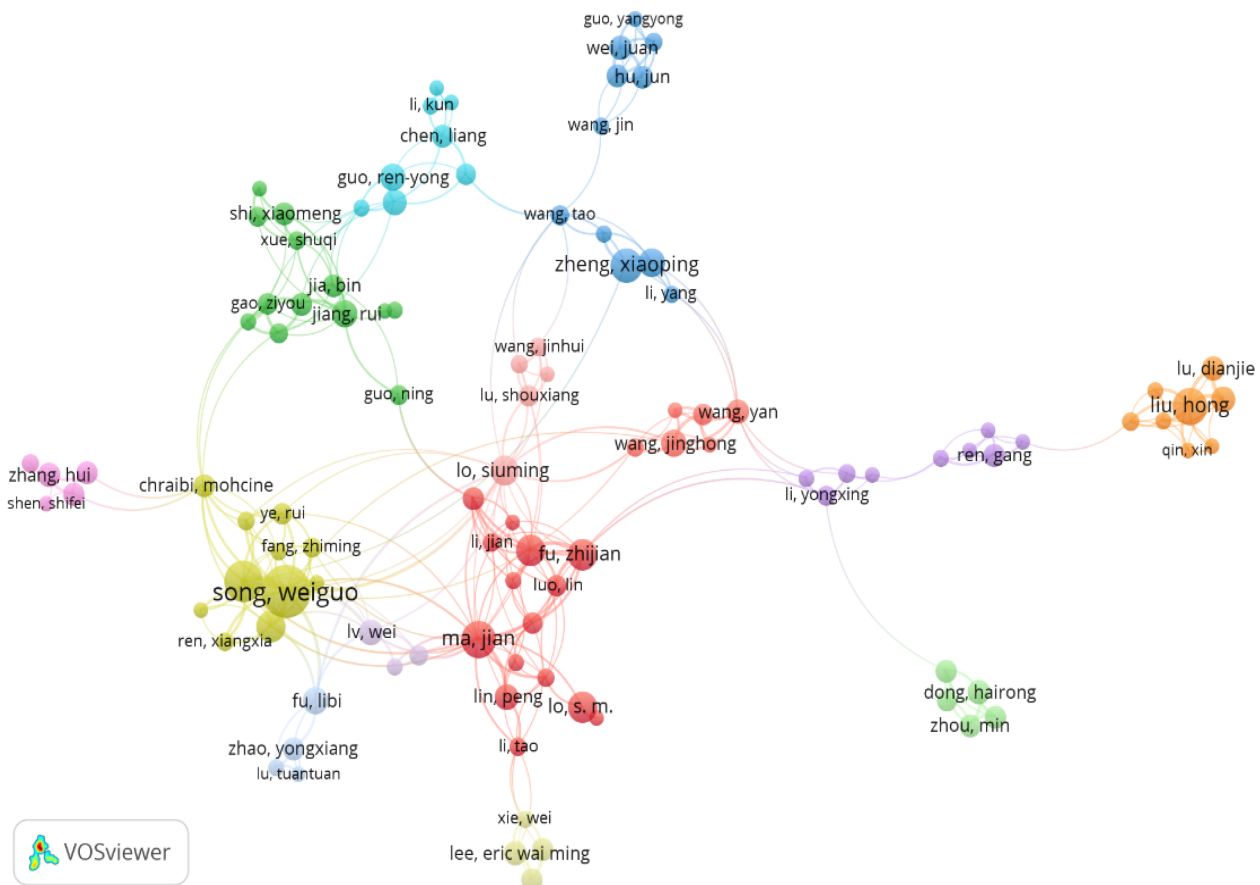 guo, yangyong
wei, juan
hu, jun
li, kun
wang, jin
chen, liang
guo, ren-yong
shi, xiaomeng
wang, tao
xue, shuqi
zheng, xiaoping
jia, bin
li, yang
gao, ziyou
jiang, rui
wang, jinhui
lu, dianjie
guo, ning
lu, shouxiang
liu, hong
wang, yan
wang, jinghong
qin, xin
ren, gang
zhang, hui
lo, siuming
chraibi, mohcine
li, yongxing
shen, shifei
ye, rui
li, jian
fang, zhiming
fu, zhijian
luo, lin
song, weiguo
lv, wei
ma, jian
ren, xiangxia
dong, hairong
fu, libi
lin, peng
lo, s. m.
zhou, min
zhao, yongxiang
li, tao
lu, tuantuan
xie, wei
lee, eric wai ming
VOSviewer